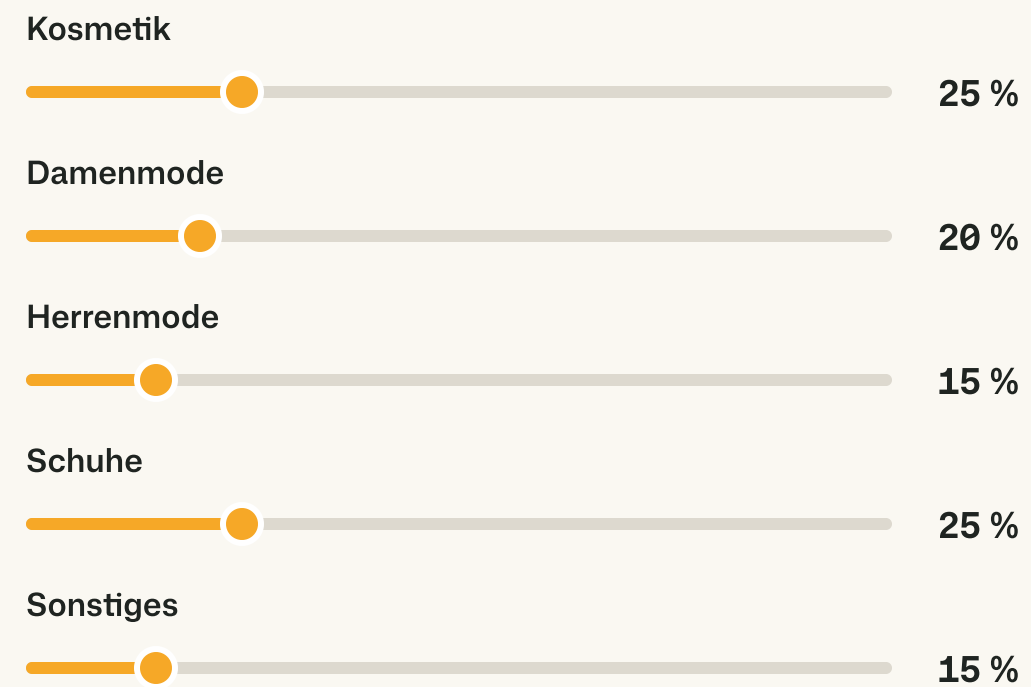 Kosmetik
25 %
Damenmode
20 %
Herrenmode
15 %
Schuhe
25 %
Sonstiges
15 %